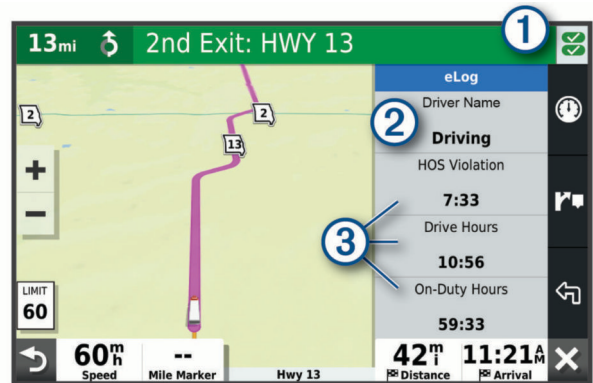 1
13mi 2nd Exit: HWY 13
eLog
Driver Name
2
Driving
2
2
13
HOS Violation
7:33
3
Drive Hours
10:56
On-Duty Hours
59:33
+
−
LIMIT
60
60mh
Speed
--
Mile Marker
Hwy 13
42mi
Distance
11:21AM
Arrival